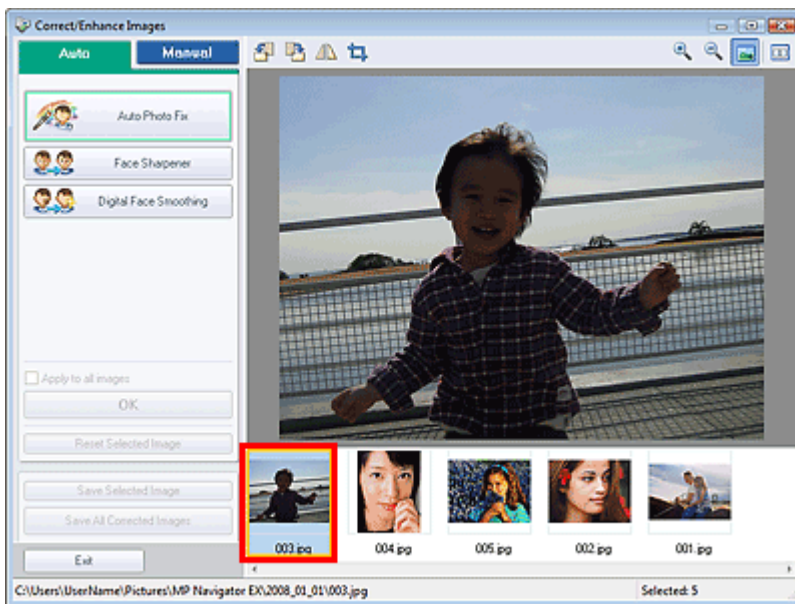 Correct/Enhance Images
Auto
Manual
Auto Photo Fix
Face Sharpener
Digital Face Smoothing
Apply to all images
OK
Reset Selected Image
Save Selected Image
Save All Corrected Images
Exit
003.jpg
004.jpg
005.jpg
002.jpg
001.jpg
C:\Users\UserName\Pictures\MP Navigator EX\2008_01_01\003.jpg
Selected: 5